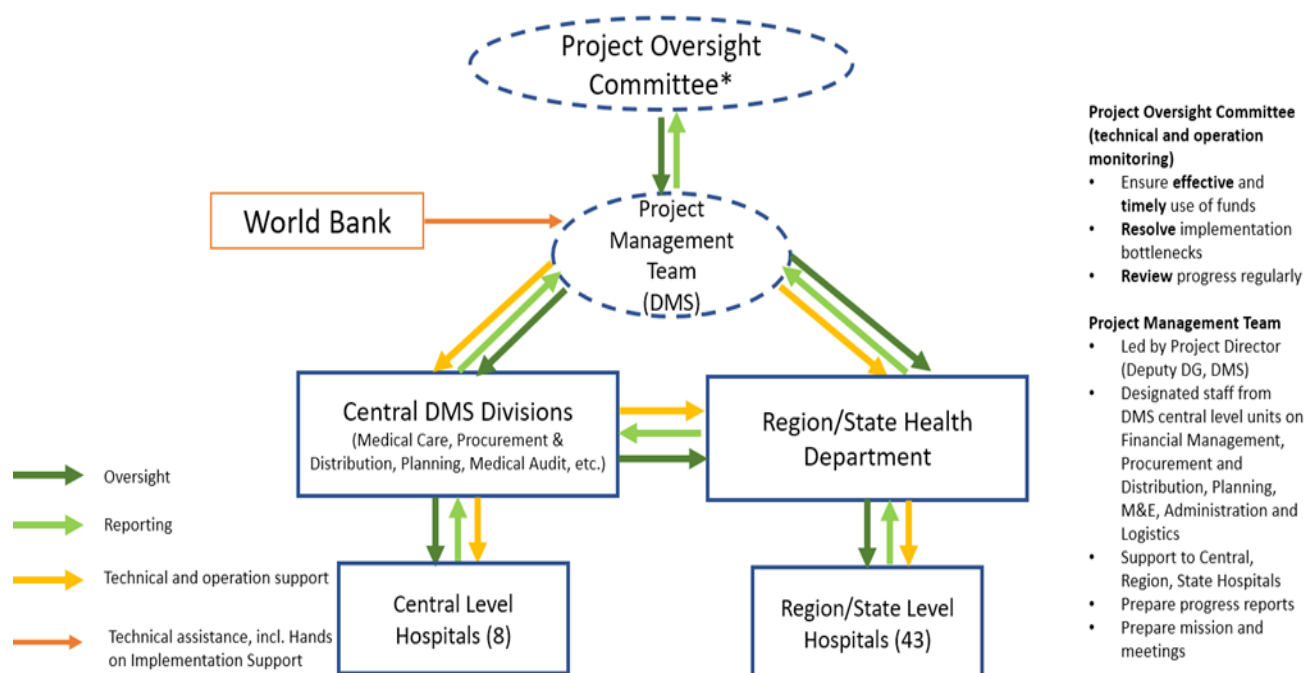 Project Oversight
Committee*
World Bank
Project
Management
Team
(DMS)
Central DMS Divisions
(Medical Care, Procurement &
Distribution, Planning, Medical Audit, etc.)
Region/State Health
Department
Central Level
Hospitals (8)
Region/State Level
Hospitals (43)
Oversight
Reporting
Technical and operation support
Technical assistance, incl. Hands
on Implementation Support
Project Oversight Committee
(technical and operation
monitoring)
• Ensure effective and
timely use of funds
• Resolve implementation
bottlenecks
• Review progress regularly
Project Management Team
• Led by Project Director
(Deputy DG, DMS)
• Designated staff from
DMS central level units on
Financial Management,
Procurement and
Distribution, Planning,
M&E, Administration and
Logistics
• Support to Central,
Region, State Hospitals
• Prepare progress reports
• Prepare mission and
meetings